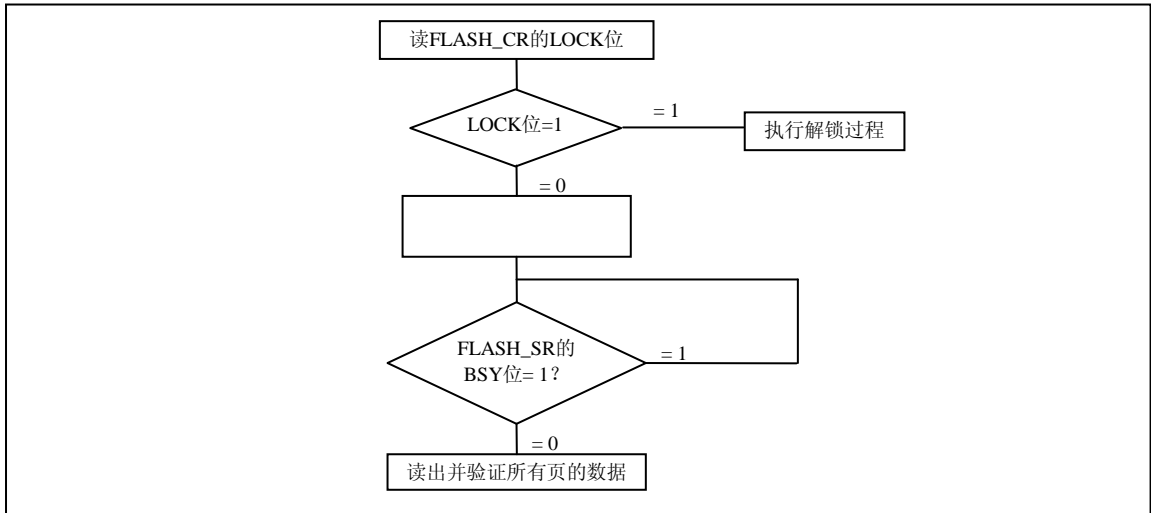 读FLASH_CR的LOCK位
LOCK位=1
= 1
执行解锁过程
= 0
FLASH_SR的
BSY位= 1？
= 1
= 0
读出并验证所有页的数据